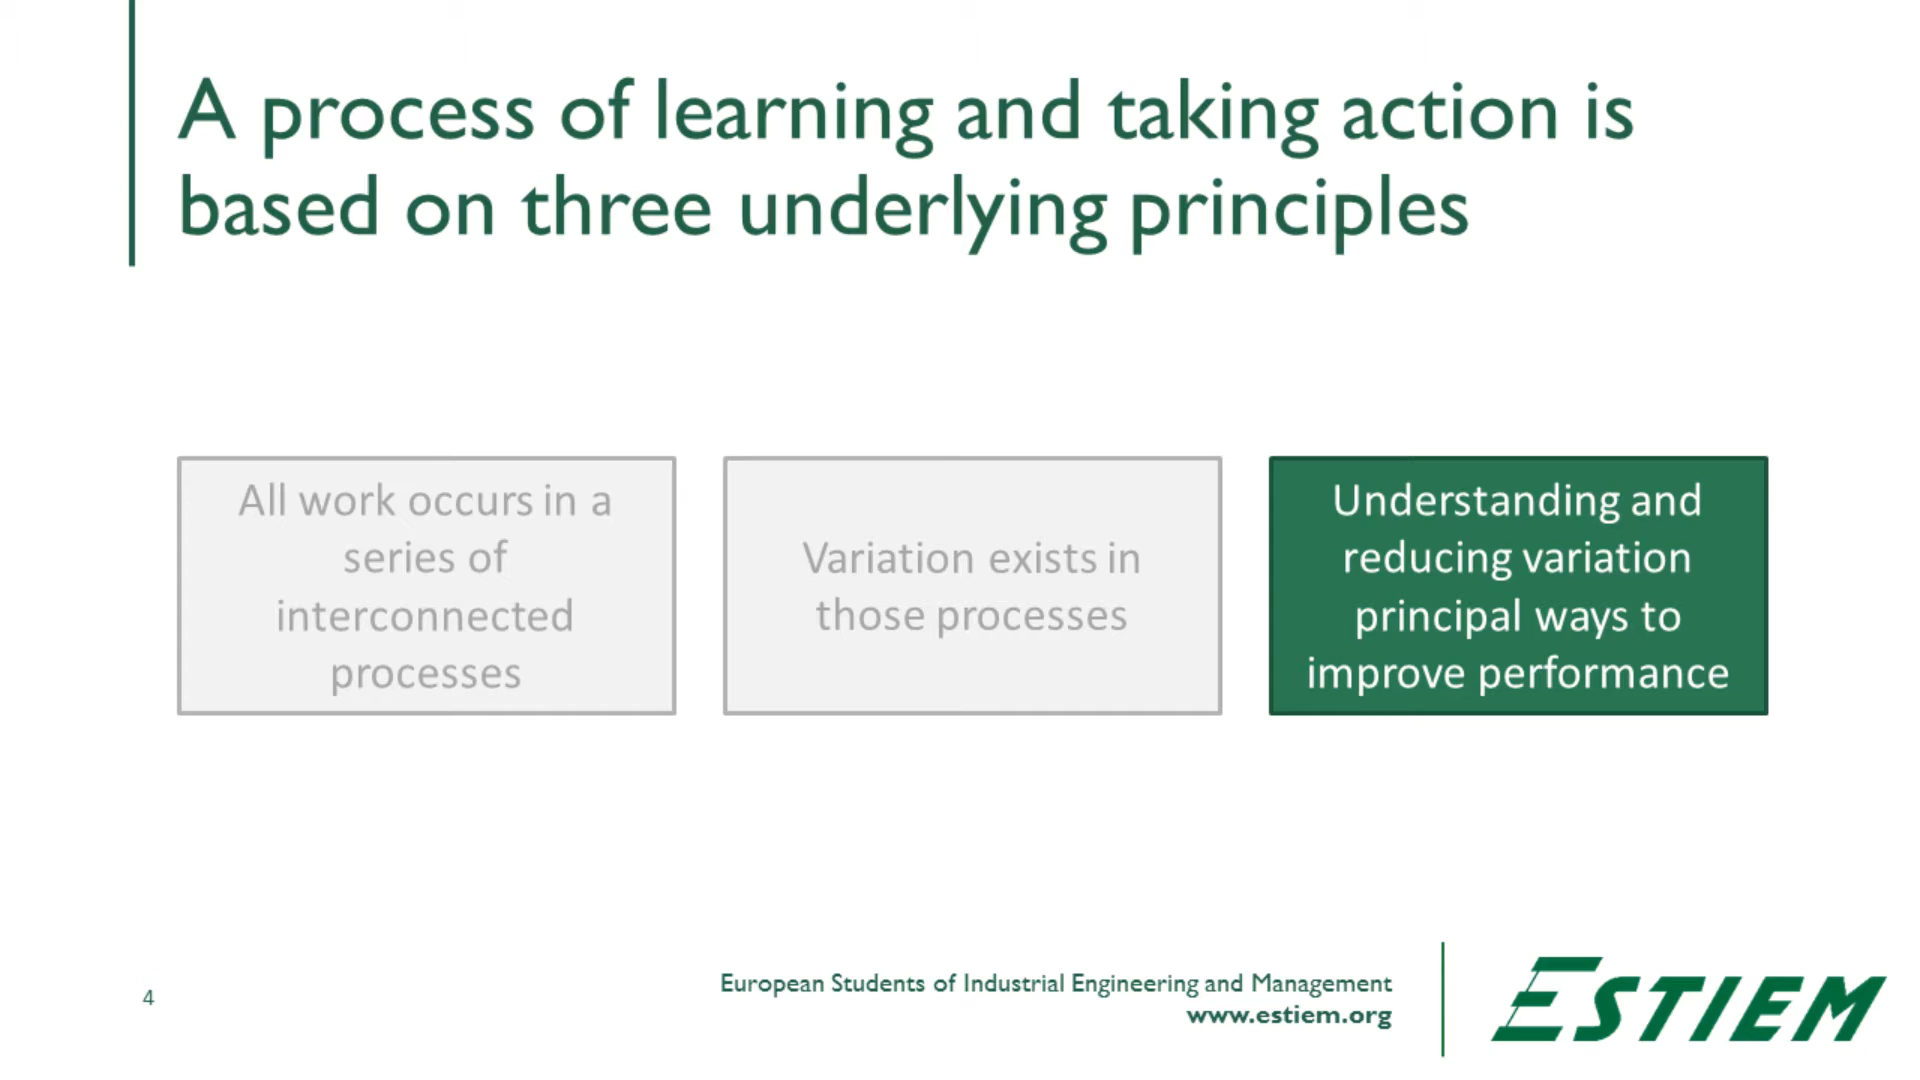 A process of learning and taking action is
based on three underlying principles
All work occurs in a
series of
interconnected
processes
Variation exists in
those processes
Understanding and
reducing variation
principal ways to
improve performance
4
European Students of Industrial Engineering and Management
www.estiem.org
ESTIEM